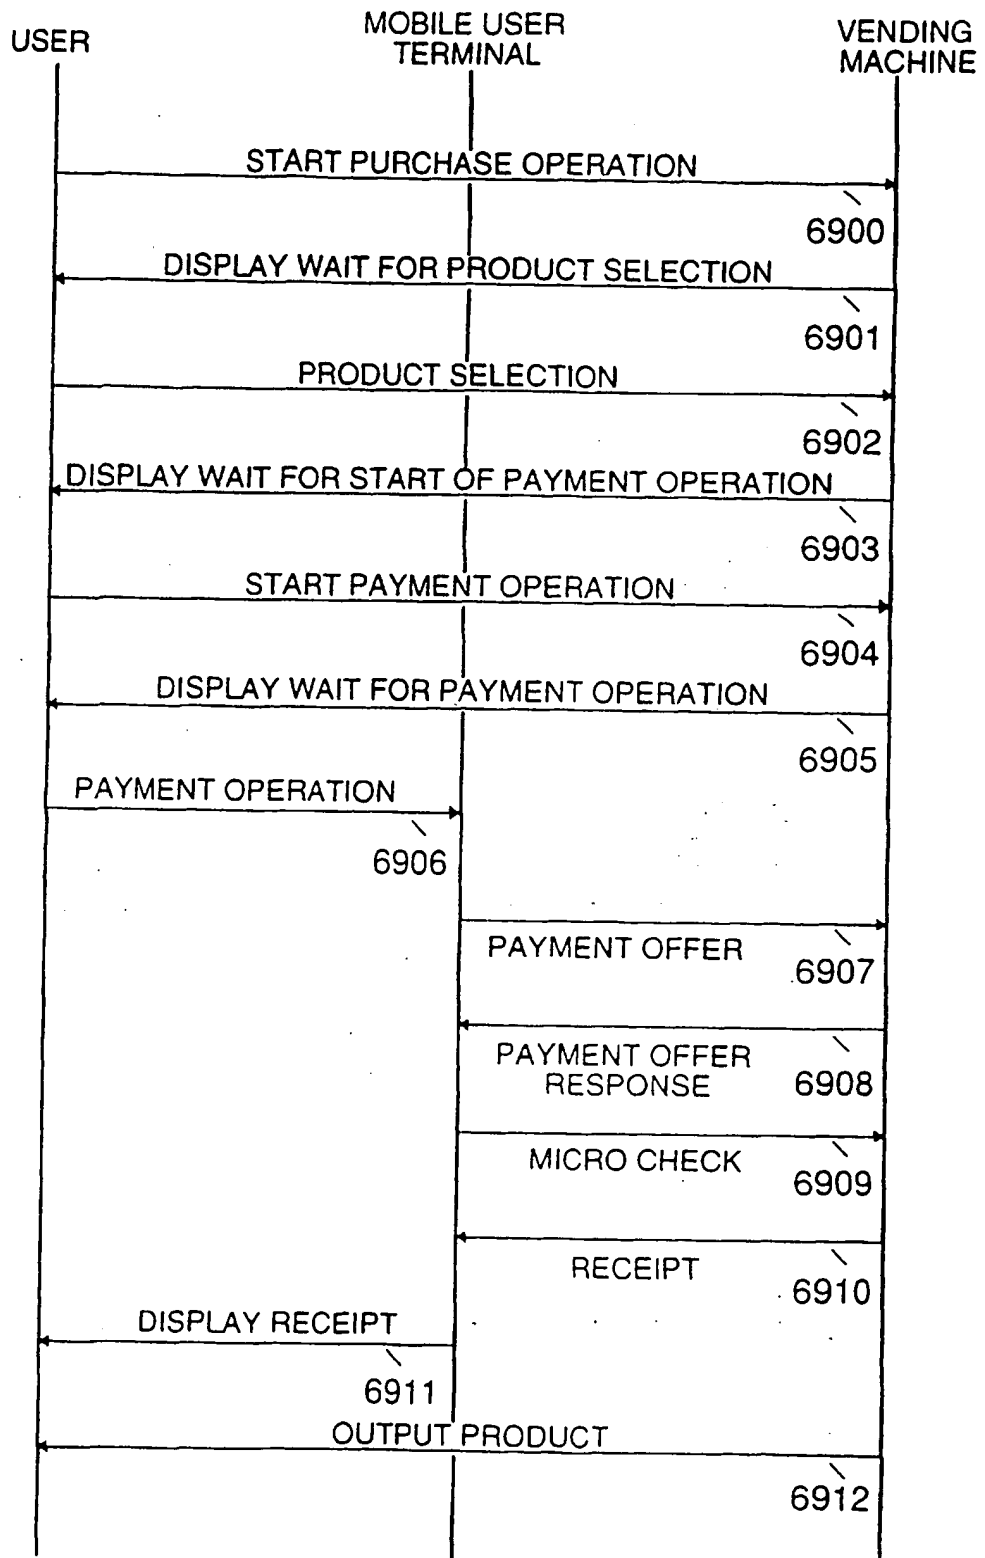 USER
MOBILE USER
TERMINAL
VENDING
MACHINE
START PURCHASE OPERATION
6900
DISPLAY WAIT FOR PRODUCT SELECTION
6901
PRODUCT SELECTION
6902
DISPLAY WAIT FOR START OF PAYMENT OPERATION
6903
START PAYMENT OPERATION
6904
DISPLAY WAIT FOR PAYMENT OPERATION
6905
PAYMENT OPERATION
6906
PAYMENT OFFER
6907
PAYMENT OFFER
RESPONSE
6908
MICRO CHECK
6909
RECEIPT
6910
DISPLAY RECEIPT
6911
OUTPUT PRODUCT
6912